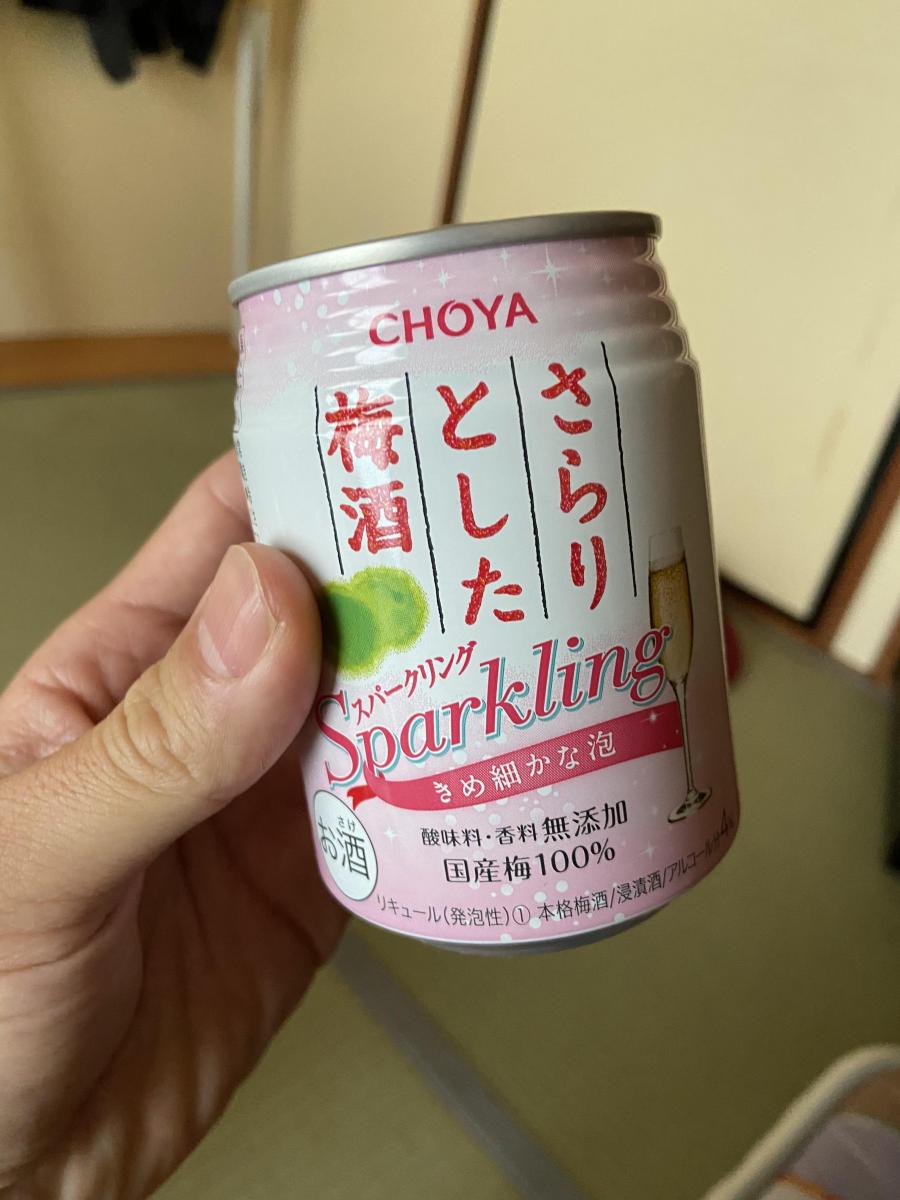 CHOYA
さらり
とした
梅酒
スパークリング
Sparkling
きめ細かな泡
さけ
お酒
酸味料・香料無添加
国産梅100%
リキュール(発泡性)① 本格梅酒/浸漬酒/アルコール分4%